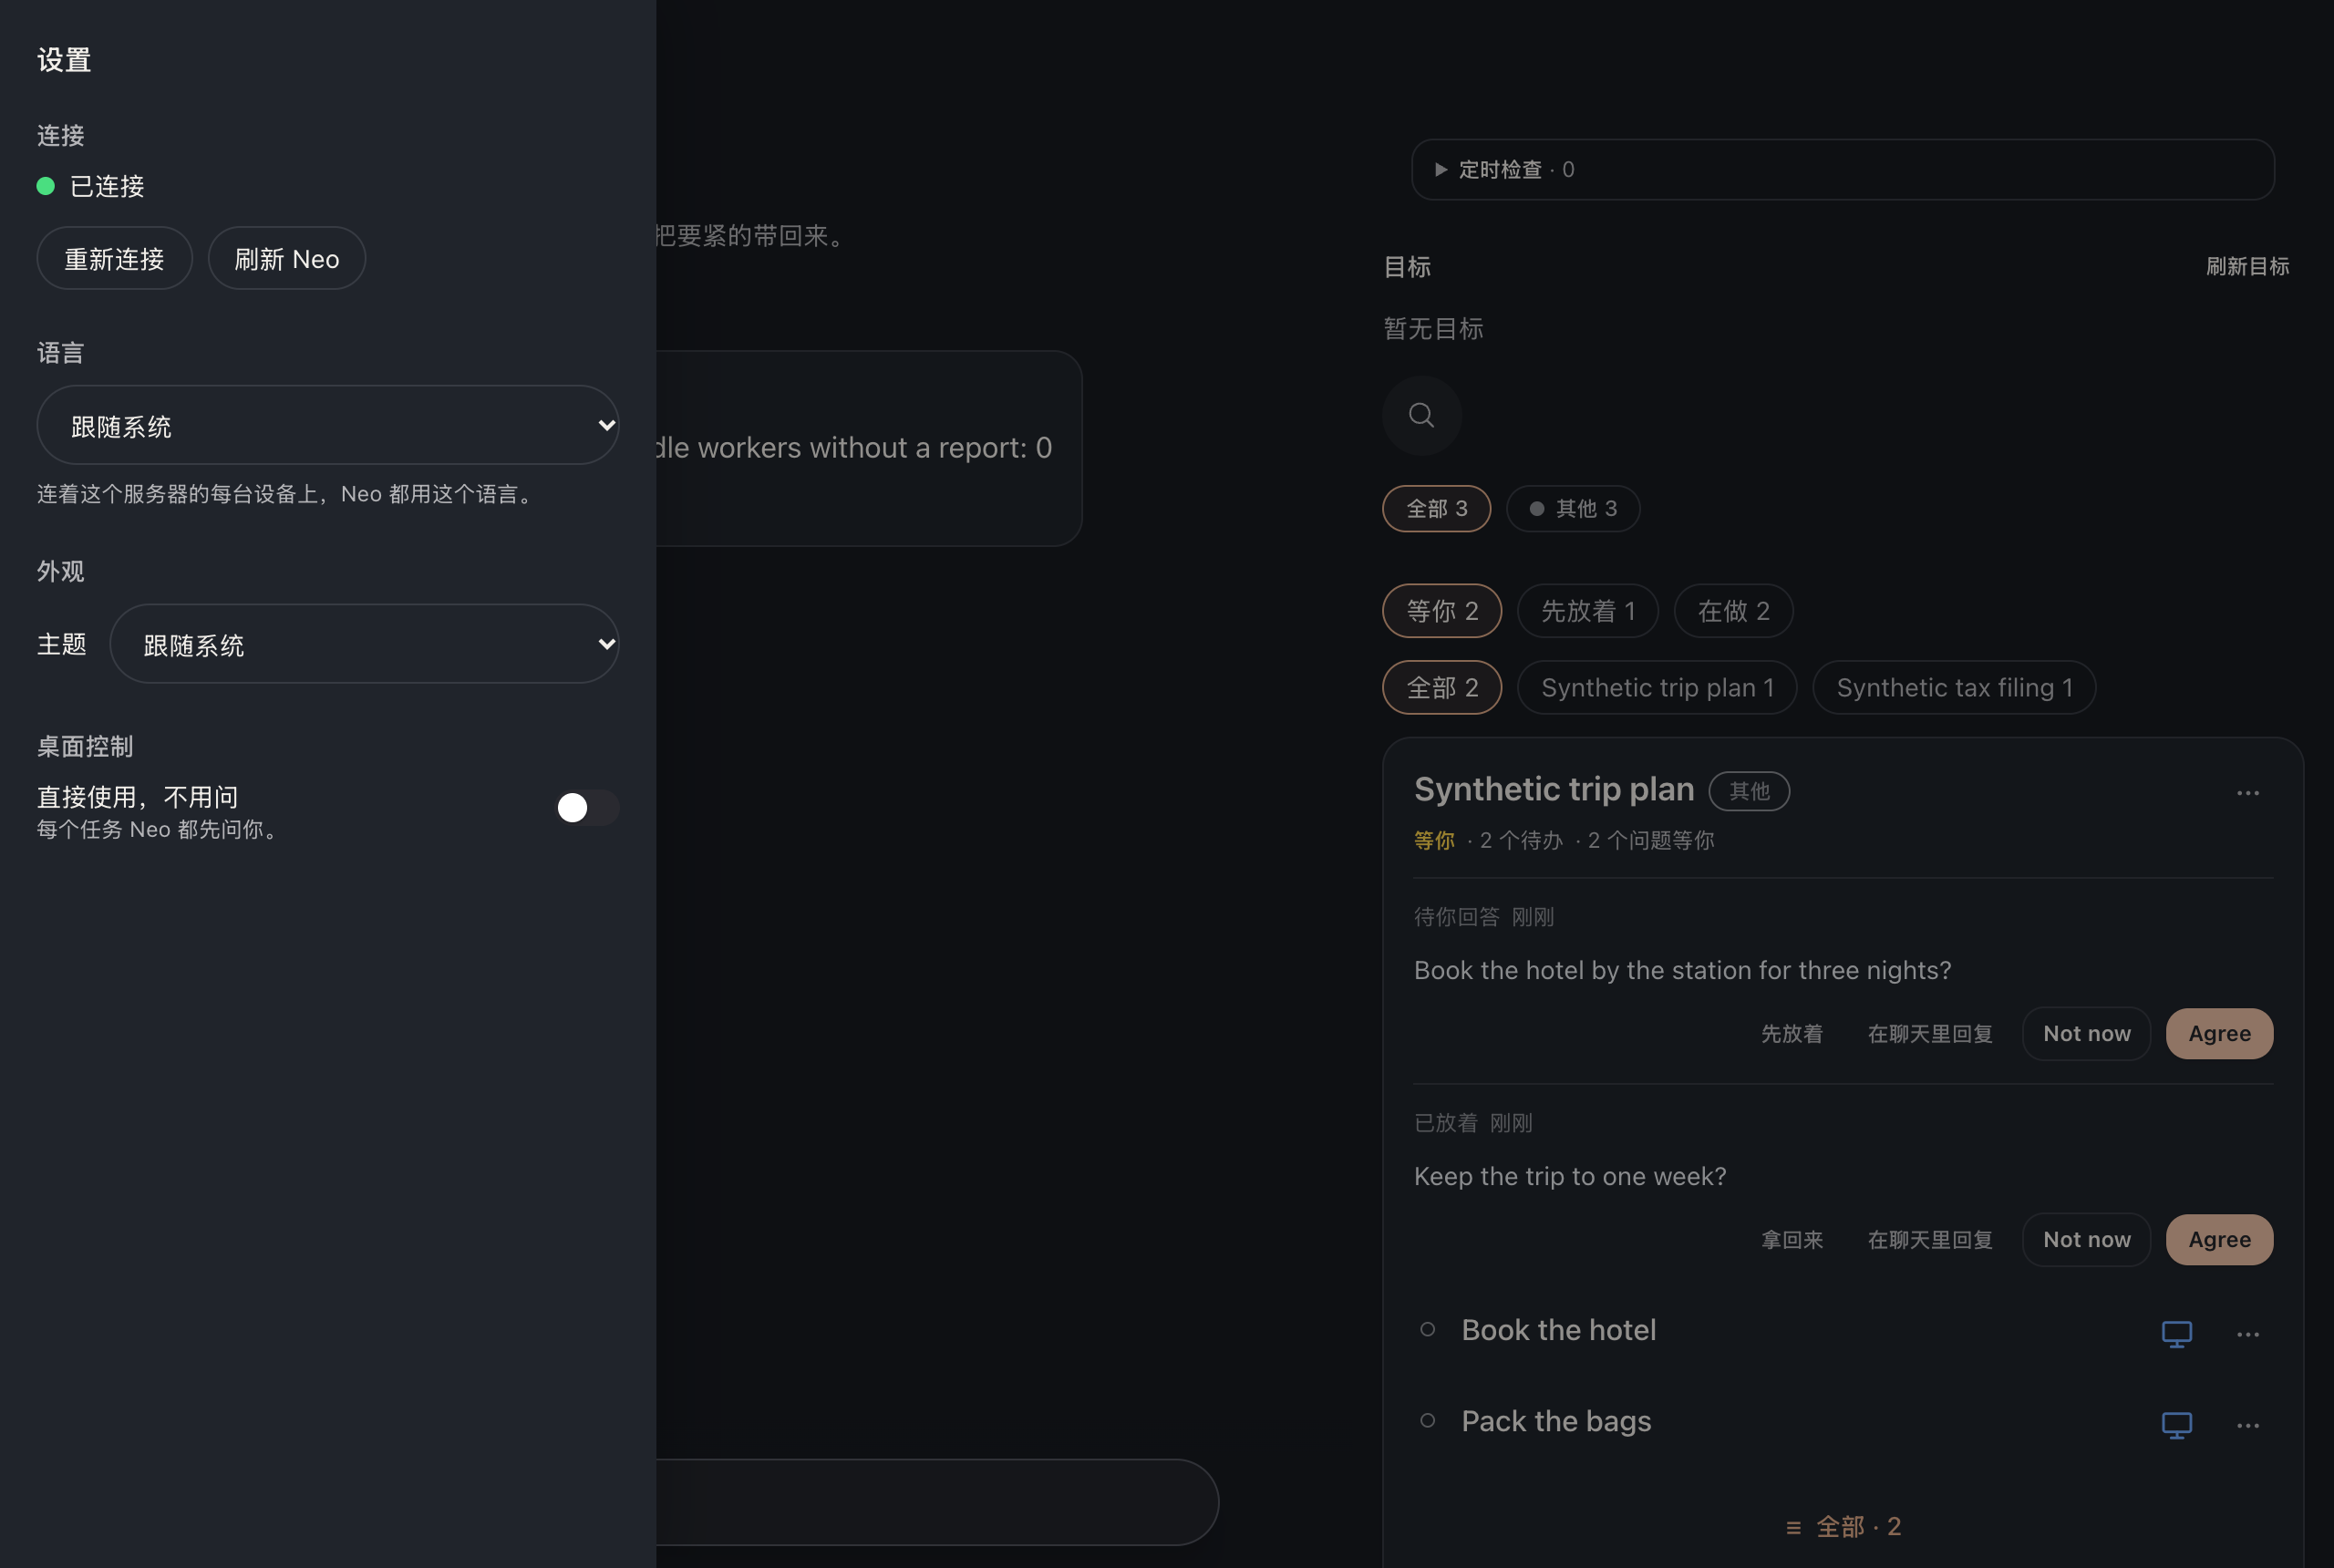 设置
连接
已连接
重新连接
刷新 Neo
语言
跟随系统
连着这个服务器的每台设备上，Neo 都用这个语言。
外观
主题
跟随系统
桌面控制
直接使用，不用问
每个任务 Neo 都先问你。
把要紧的带回来。
dle workers without a report: 0
定时检查 · 0
目标
刷新目标
暂无目标
全部 3
其他 3
等你 2
先放着 1
在做 2
全部 2
Synthetic trip plan 1
Synthetic tax filing 1
Synthetic trip plan
其他
等你 · 2 个待办 · 2 个问题等你
待你回答 刚刚
Book the hotel by the station for three nights?
先放着
在聊天里回复
Not now
Agree
已放着 刚刚
Keep the trip to one week?
拿回来
在聊天里回复
Not now
Agree
Book the hotel
Pack the bags
全部 · 2